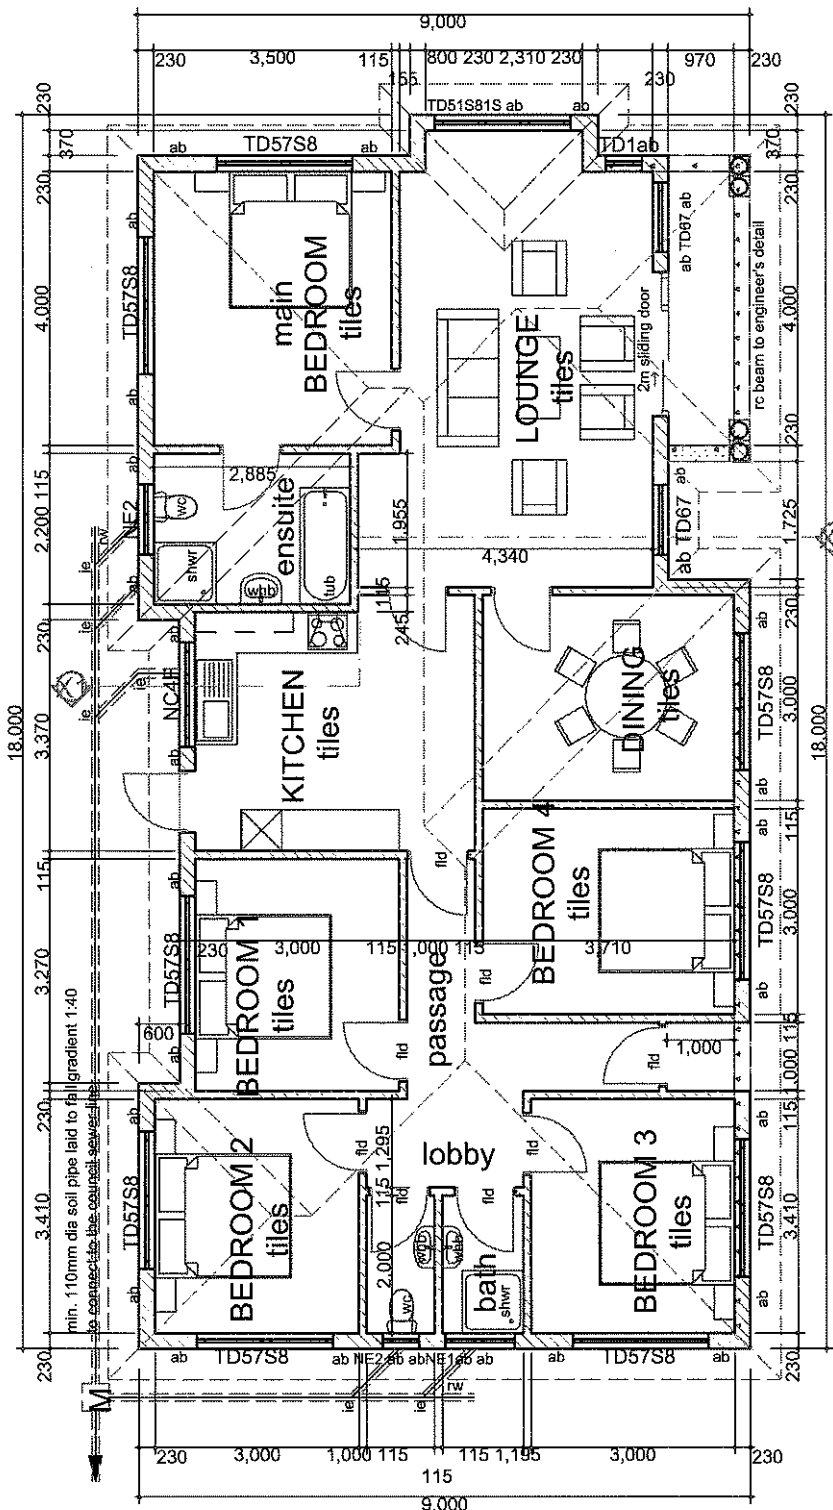 9,000
230 3,500 115 800 230 2,310 230 970 230
155 230
TD51S81S ab ab
230 370 230 4.000 230
230 370 230 4.000 230
ab TD57S8 ab
TD1ab
ab TD57S8 ab
ab TD67 ab
main
BEDROOM
tiles
LOUNGE
tiles
2m sliding door
rc beam to engineer's detail
2.200 115
ab NE2 ab
rw
ie
2,885
wc
ensuite
shwr
whb
tub
1.955
115
245
4,340
ab TD67 ab
1.725
230
ie
ie
ie
230
18.000
18.000
3.370
ab
NC4H
KITCHEN
tiles
DINING
tiles
ab TD57S8 ab
3.000
115
115
3.270
ab TD57S8 ab
fld
BEDROOM 4
tiles
ab TD57S8 ab
3.000
230 3,000 115 1,000 115 3,710
BEDROOM 1
tiles
fld
passage
fld
600
1,000
fld
1.000 115
115
min. 110mm dia soil pipe laid to fall gradient 1:40
to connect to the council sewer line
230
3.410
ab TD57S8 ab
BEDROOM 2
tiles
fld
115 1.295
2.000
lobby
fld
fld
fld
BEDROOM 3
tiles
ab TD57S8 ab
3.410
whb
whb
wc
bath
shwr
230
230
ab TD57S8 ab NE2 ab abNE1ab ab ab TD57S8 ab
M
ie
ie
rw
230 3,000 1,000 115 115 1,195 3,000 230
115
9,000